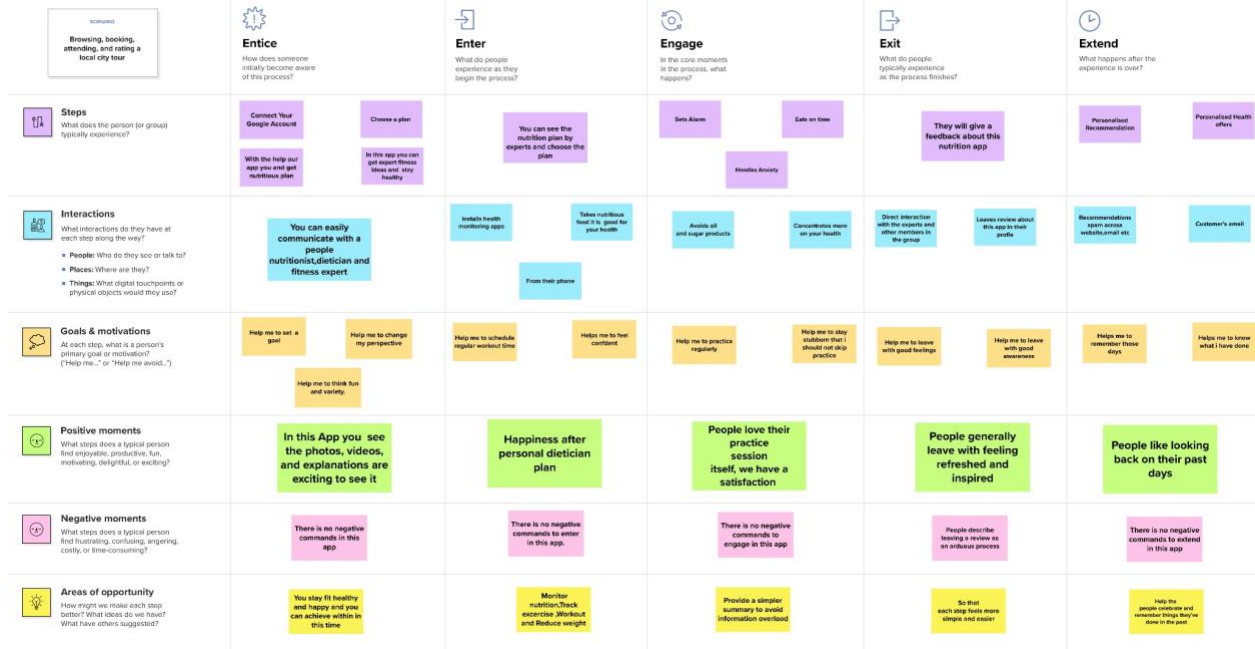 SCENARIO
Browsing, booking,
attending, and rating a
local city tour
Entice
How does someone
initially become aware
of this process?
Enter
What do people
experience as they
begin the process?
Engage
In the core moments
in the process, what
happens?
Exit
What do people
typically experience
as the process finishes?
Extend
What happens after the
experience is over?
Steps
What does the person (or group)
typically experience?
Connect Your
Google Account
Choose a plan
With the help our
app you and get
nutritious plan
In this app you can
get expert fitness
ideas and stay
healthy
You can see the
nutrition plan by
experts and choose the
plan
Sets Alarm
Eats on time
Handles Anxiety
They will give a
feedback about this
nutrition app
Personalised
Recommendation
Personalised Health
offers
Interactions
What interactions do they have at
each step along the way?
People: Who do they see or talk to?
Places: Where are they?
Things: What digital touchpoints or
physical objects would they use?
You can easily
communicate with a
people
nutritionist,dietician and
fitness expert
Installs health
monitoring apps
Takes nutritious
food it is good for
your health
From their phone
Avoids oil
and sugar products
Concentrates more
on your health
Direct interaction
with the experts and
other members in
the group
Leaves review about
this app in their
profile
Recommendations
span across
website,email etc
Customer's email
Goals & motivations
At each step, what is a person's
primary goal or motivation?
("Help me..." or "Help me avoid...")
Help me to set a
goal
Help me to change
my perspective
Help me to think fun
and variety.
Help me to schedule
regular workout time
Helps me to feel
confident
Help me to practice
regularly
Help me to stay
stubborn that i
should not skip
practice
Help me to leave
with good feelings
Help me to leave
with good
awareness
Helps me to
remember those
days
Helps me to know
what i have done
Positive moments
What steps does a typical person
find enjoyable, productive, fun,
motivating, delightful, or exciting?
In this App you see
the photos, videos,
and explanations are
exciting to see it
Happiness after
personal dietician
plan
People love their
practice
session
itself, we have a
satisfaction
People generally
leave with feeling
refreshed and
inspired
People like looking
back on their past
days
Negative moments
What steps does a typical person
find frustrating, confusing, angering,
costly, or time-consuming?
There is no negative
commands in this
app
There is no negative
commands to enter
in this app.
There is no negative
commands to
engage in this app
People describe
leaving a review as
an arduous process
There is no negative
commands to extend
in this app
Areas of opportunity
How might we make each step
better? What ideas do we have?
What have others suggested?
You stay fit healthy
and happy and you
can achieve within in
this time
Monitor
nutrition,Track
excercise ,Workout
and Reduce weight
Provide a simpler
summary to avoid
information overload
So that
each step feels more
simple and easier
Help the
people celebrate and
remember things they've
done in the past